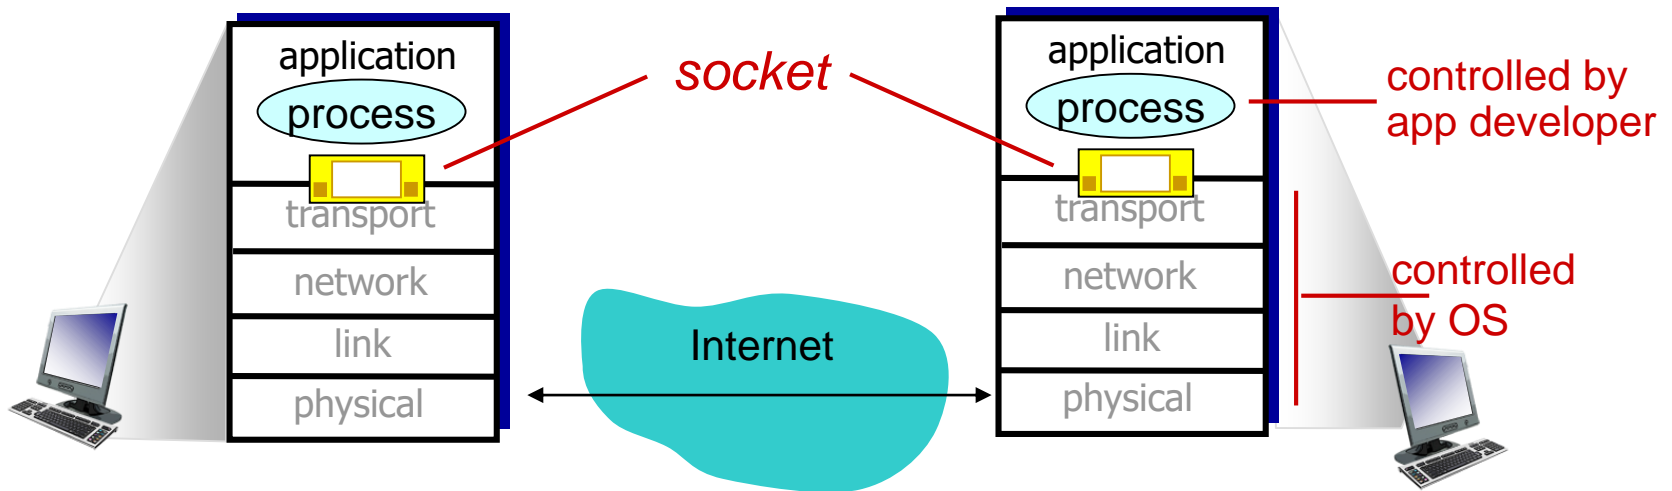 application
process
transport
network
link
physical
socket
Internet
application
process
transport
network
link
physical
controlled by
app developer
controlled
by OS